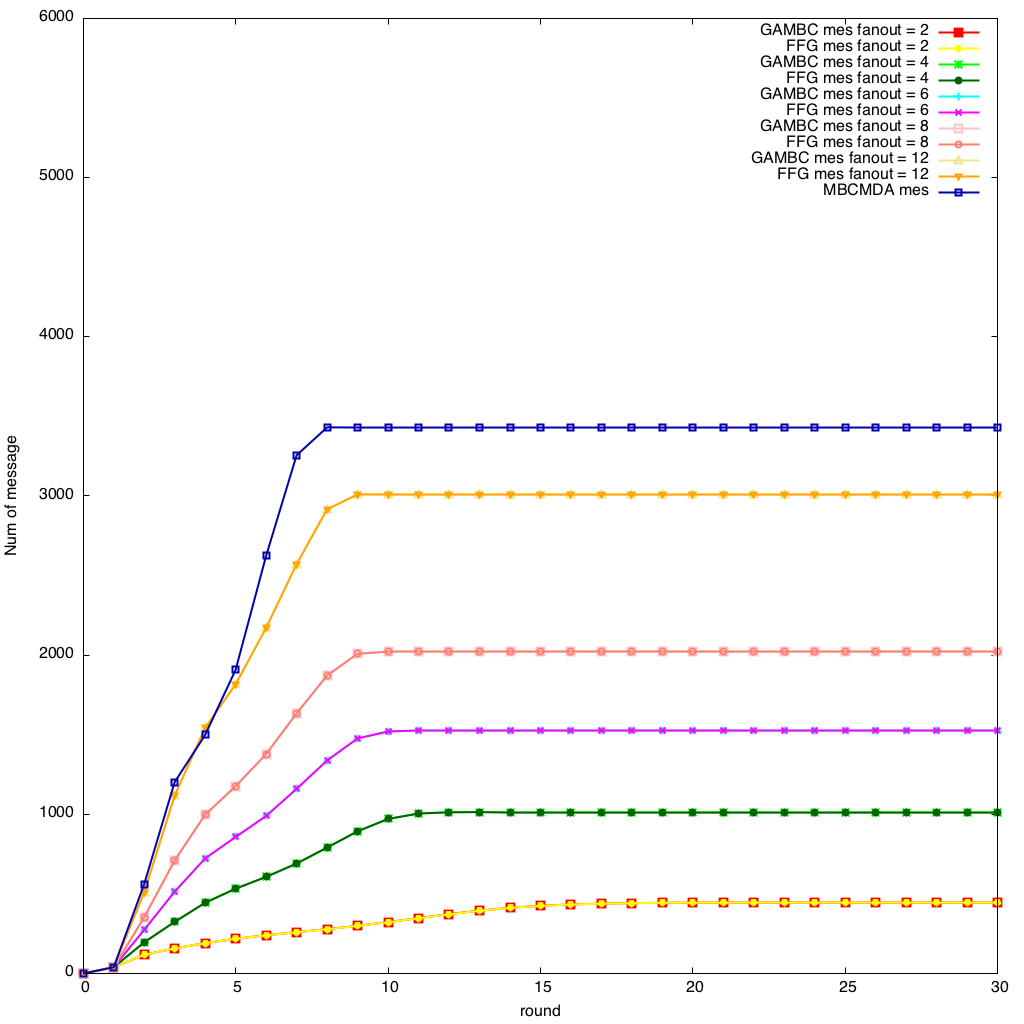 6000
5000
4000
3000
2000
1000
0
Num of message
GAMBC mes fanout = 2
FFG mes fanout = 2
GAMBC mes fanout = 4
FFG mes fanout = 4
GAMBC mes fanout = 6
FFG mes fanout = 6
GAMBC mes fanout = 8
FFG mes fanout = 8
GAMBC mes fanout = 12
FFG mes fanout = 12
MBCMDA mes
0 5 10 15 20 25 30
round